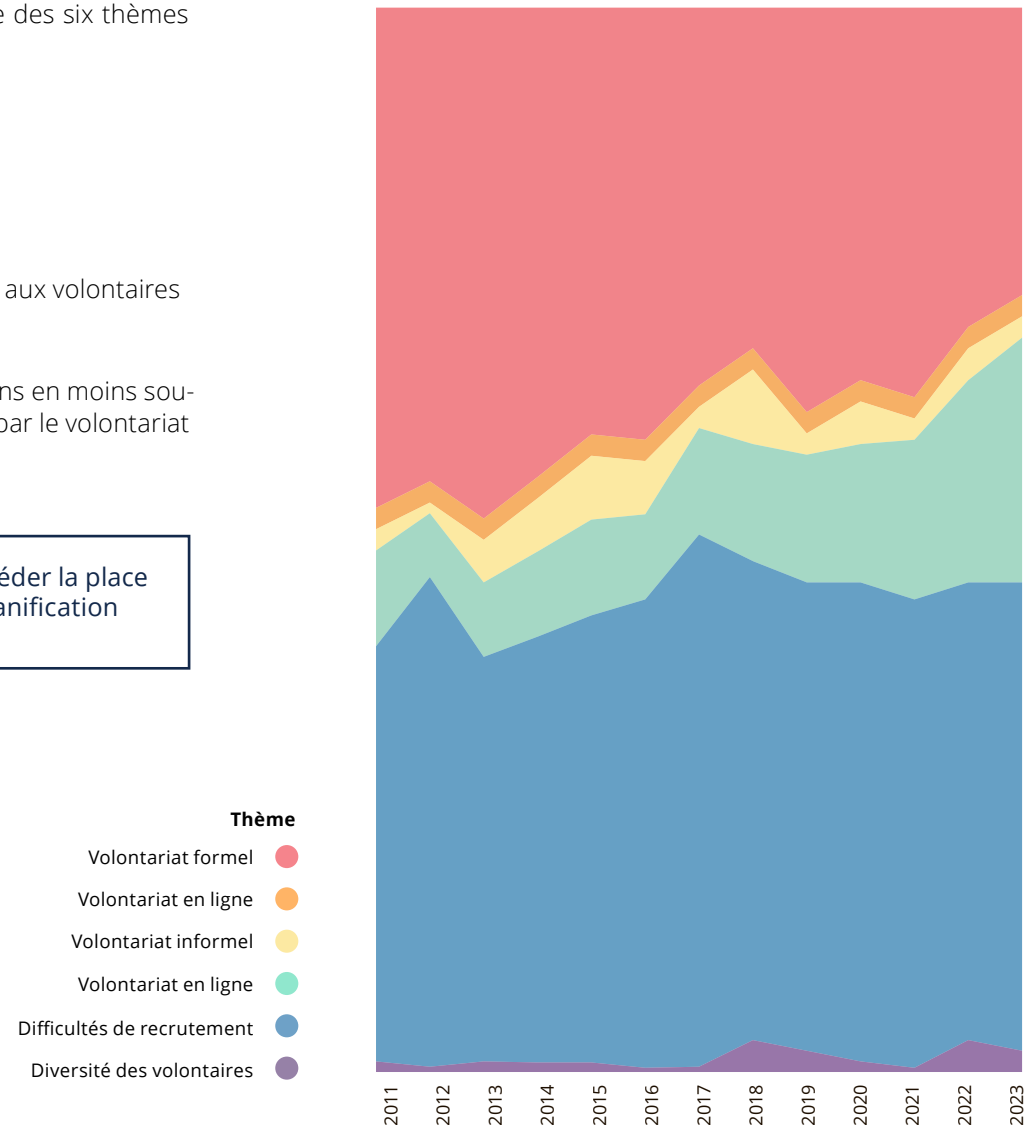 e des six thèmes
aux volontaires
ns en moins sou-
par le volontariat
éder la place
anification
Thème
Volontariat formel
Volontariat en ligne
Volontariat informel
Volontariat en ligne
Difficultés de recrutement
Diversité des volontaires
2011 2012 2013 2014 2015 2016 2017 2018 2019 2020 2021 2022 2023